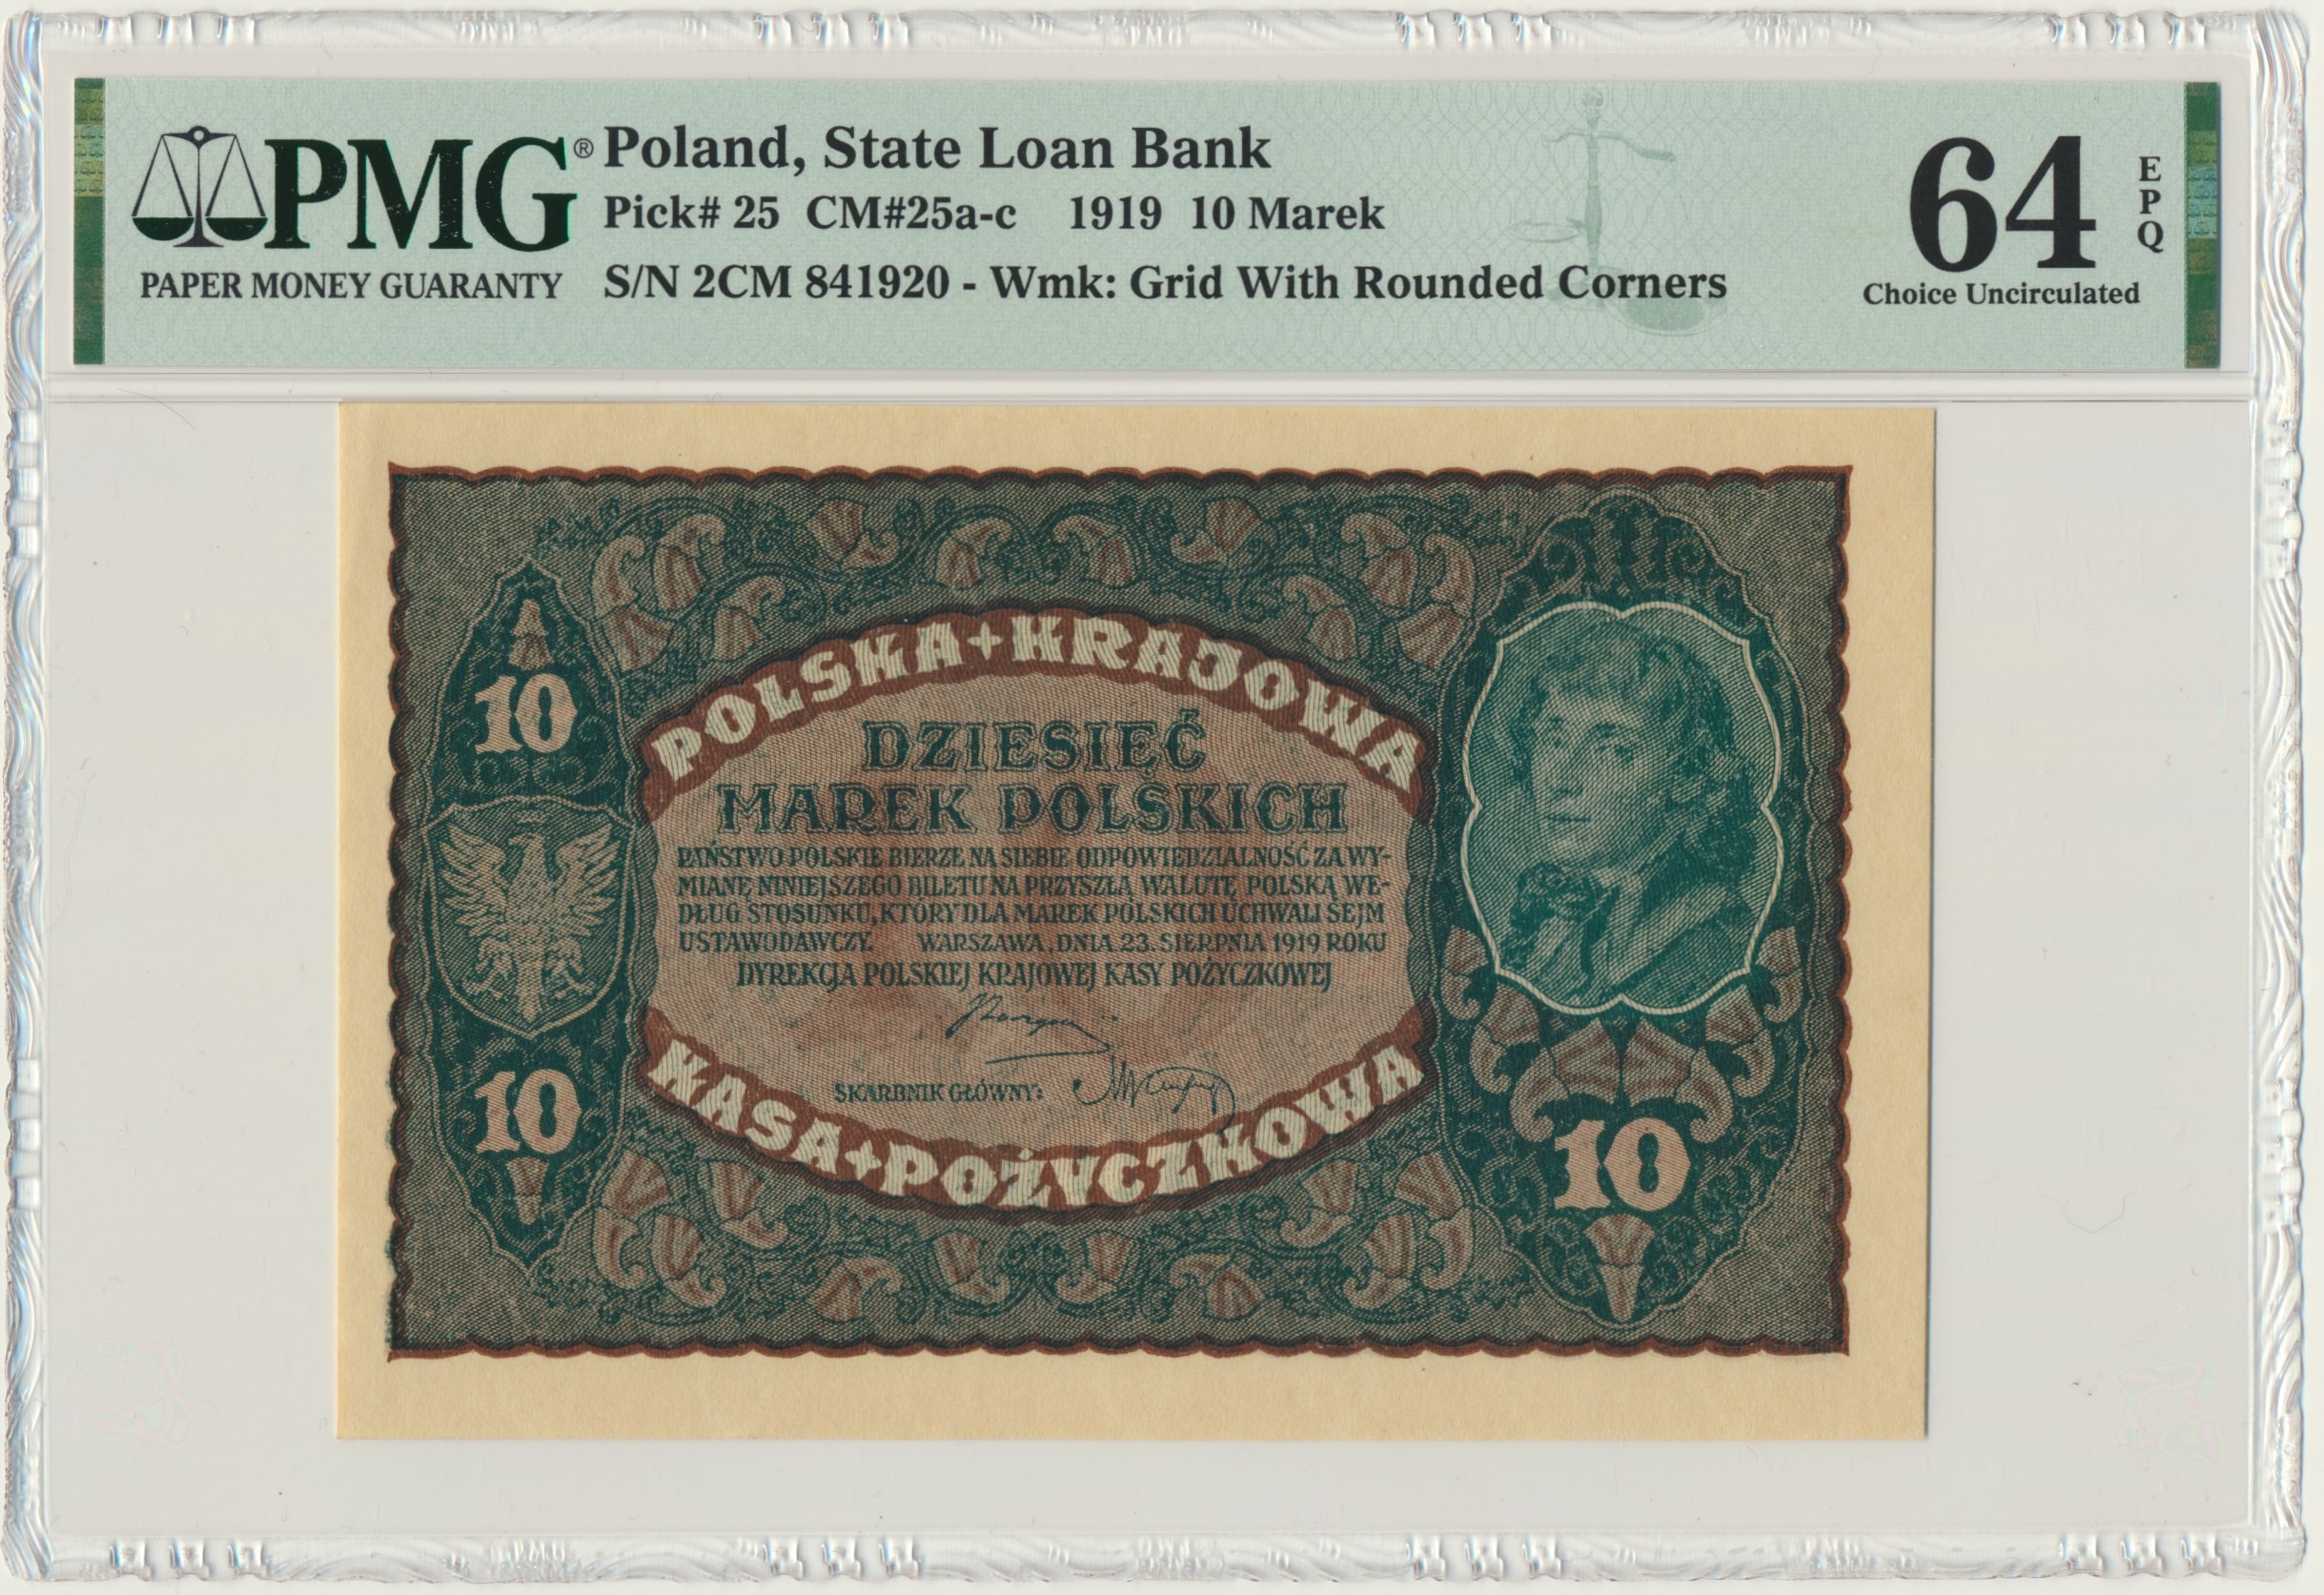 PMG®
PAPER MONEY GUARANTY
Poland, State Loan Bank
Pick# 25 CM#25a-c 1919 10 Marek
S/N 2CM 841920 - Wmk: Grid With Rounded Corners
64
EPQ
Choice Uncirculated
POLSKA+KRAJOWA
10
DZIESIĘĆ
MAREK POLSKICH
PAŃSTWO POLSKIE BIERZE NA SIEBIE ODPOWIEDZIALNOŚĆ ZA WY-
MIANĘ NINIEJSZEGO BILETU NA PRZYSZŁĄ WALUTĘ POLSKĄ WE-
DŁUG STOSUNKU, KTÓRY DLA MAREK POLSKICH UCHWALI SEJM
USTAWODAWCZY. WARSZAWA, DNIA 23. SIERPNIA 1919 ROKU
DYREKCJA POLSKIEJ KRAJOWEJ KASY POŻYCZKOWEJ
SKARBNIK GŁÓWNY:
10
10
KASA+POŻYCZKOWA